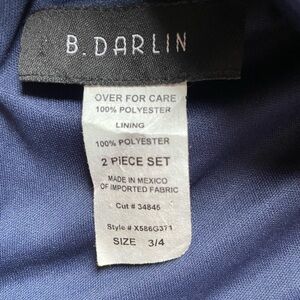 B. DARLIN
OVER FOR CARE
100% POLYESTER
LINING
100% POLYESTER
2 PIECE SET
MADE IN MEXICO
OF IMPORTED FABRIC
Cut # 34845
Style # X586G371
SIZE 3/4